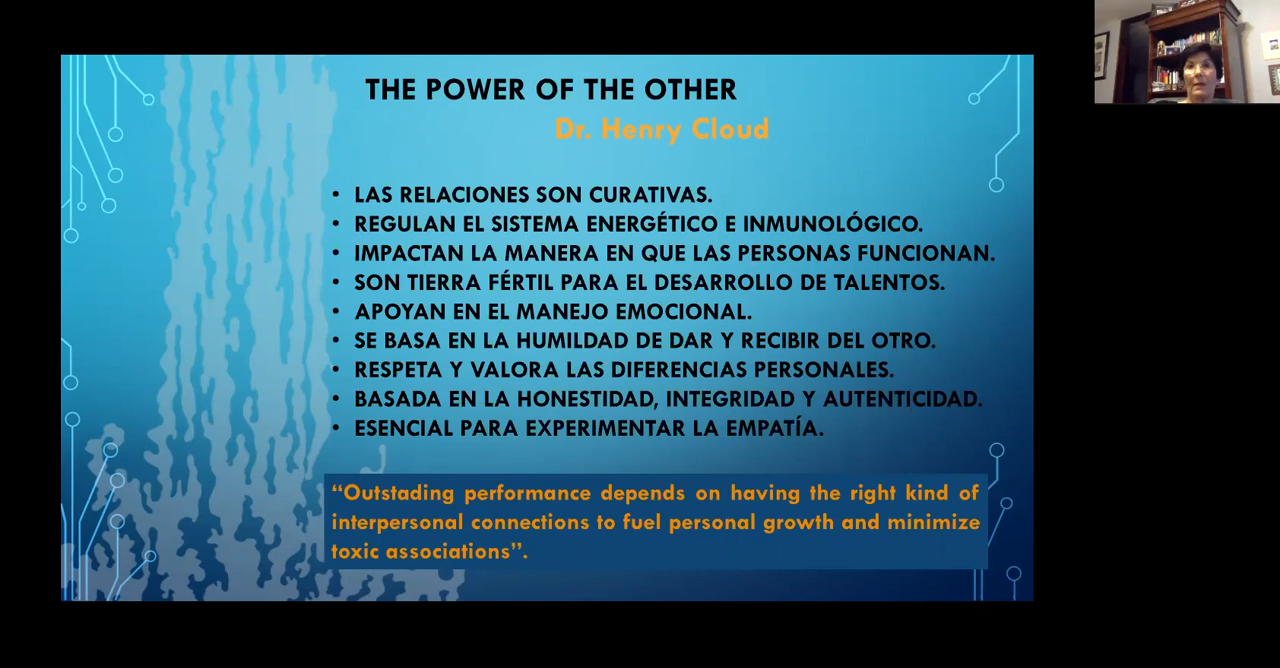 THE POWER OF THE OTHER
Dr. Henry Cloud
• LAS RELACIONES SON CURATIVAS.
• REGULAN EL SISTEMA ENERGÉTICO E INMUNOLÓGICO.
• IMPACTAN LA MANERA EN QUE LAS PERSONAS FUNCIONAN.
• SON TIERRA FÉRTIL PARA EL DESARROLLO DE TALENTOS.
• APOYAN EN EL MANEJO EMOCIONAL.
• SE BASA EN LA HUMILDAD DE DAR Y RECIBIR DEL OTRO.
• RESPETA Y VALORA LAS DIFERENCIAS PERSONALES.
• BASADA EN LA HONESTIDAD, INTEGRIDAD Y AUTENTICIDAD.
• ESENCIAL PARA EXPERIMENTAR LA EMPATÍA.
“Outstading performance depends on having the right kind of
interpersonal connections to fuel personal growth and minimize
toxic associations”.